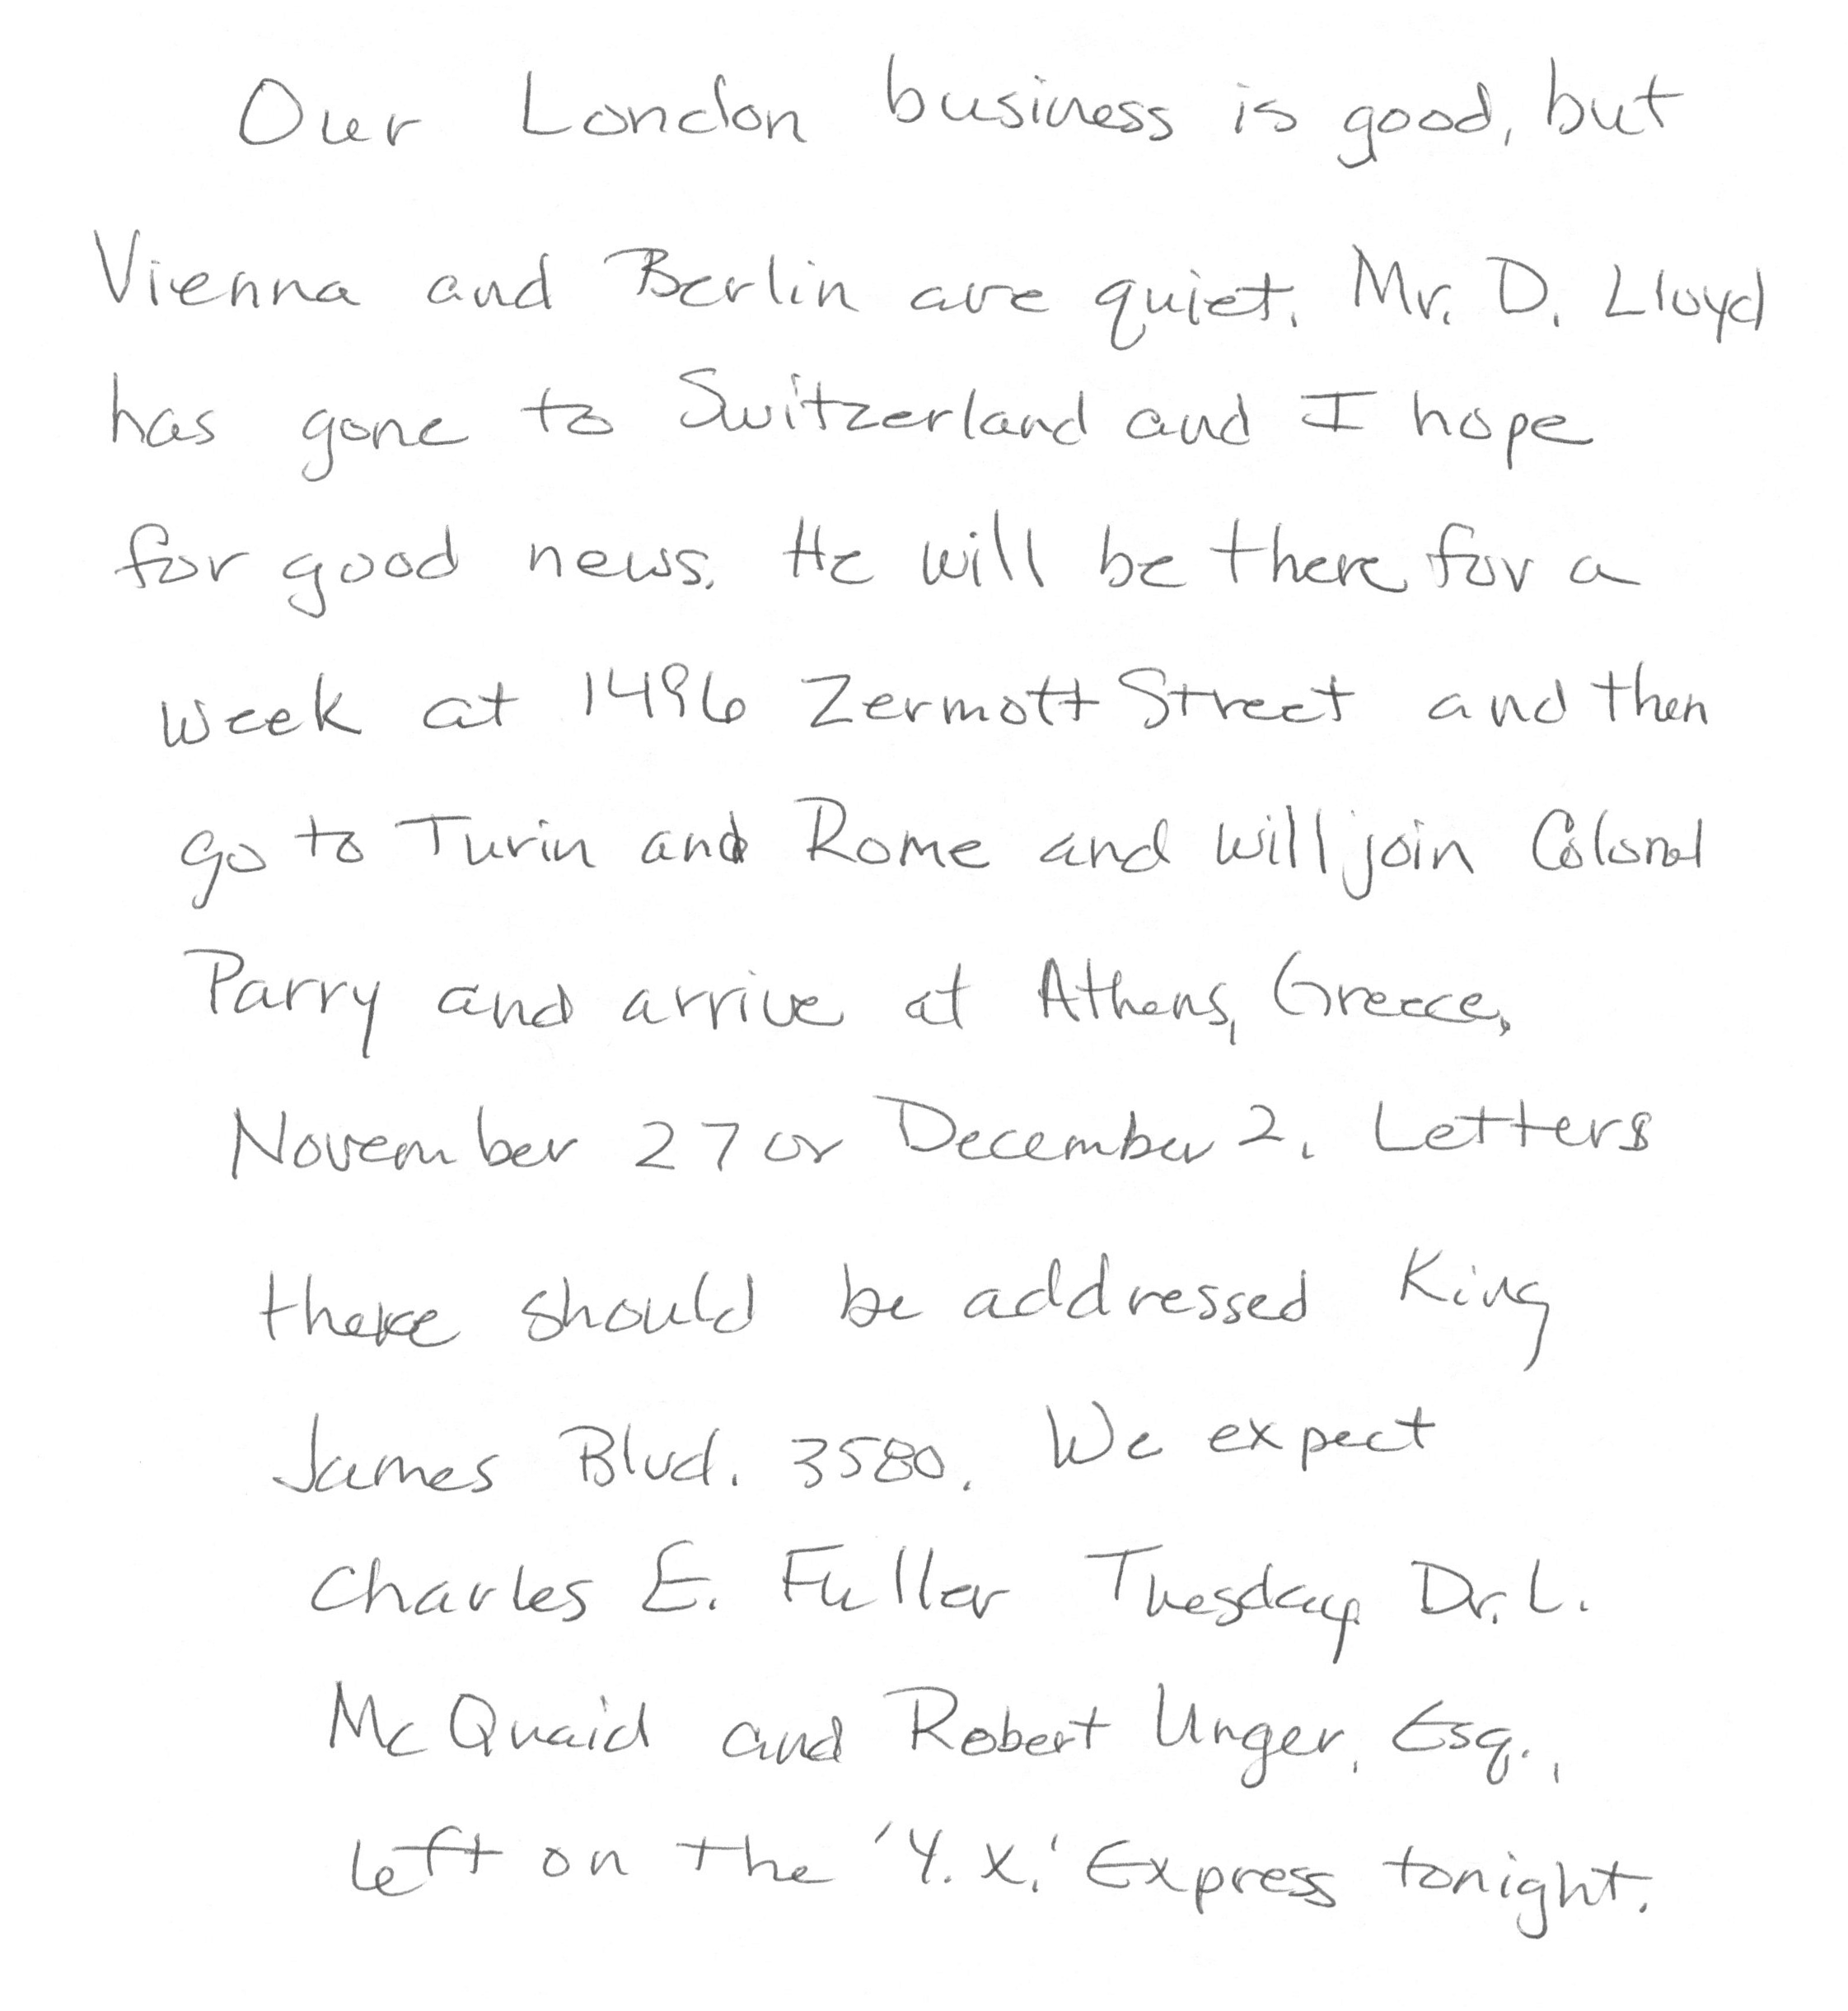 Our London business is good, but
Vienna and Berlin are quiet. Mr. D. Lloyd
has gone to Switzerland and I hope
for good news. He will be there for a
week at 1496 Zermott Street and then
go to Turin and Rome and will join Colonel
Parry and arrive at Athens, Greece,
November 27 or December 2. Letters
there should be addressed King
James Blvd. 3580. We expect
Charles E. Fuller Tuesday. Dr. L.
McQuaid and Robert Unger, Esq.,
left on the 'Y.X.' Express tonight.